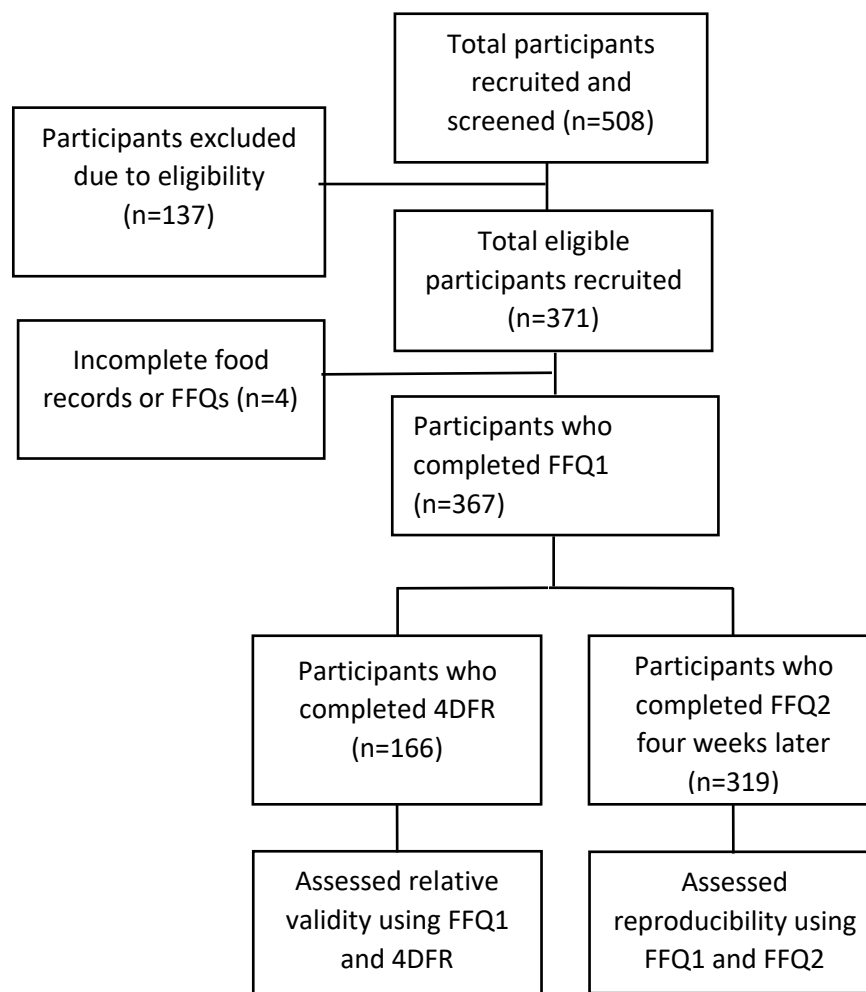 Total participants
recruited and
screened (n=508)
Participants excluded
due to eligibility
(n=137)
Total eligible
participants recruited
(n=371)
Incomplete food
records or FFQs (n=4)
Participants who
completed FFQ1
(n=367)
Participants who
completed 4DFR
(n=166)
Participants who
completed FFQ2
four weeks later
(n=319)
Assessed relative
validity using FFQ1
and 4DFR
Assessed
reproducibility using
FFQ1 and FFQ2